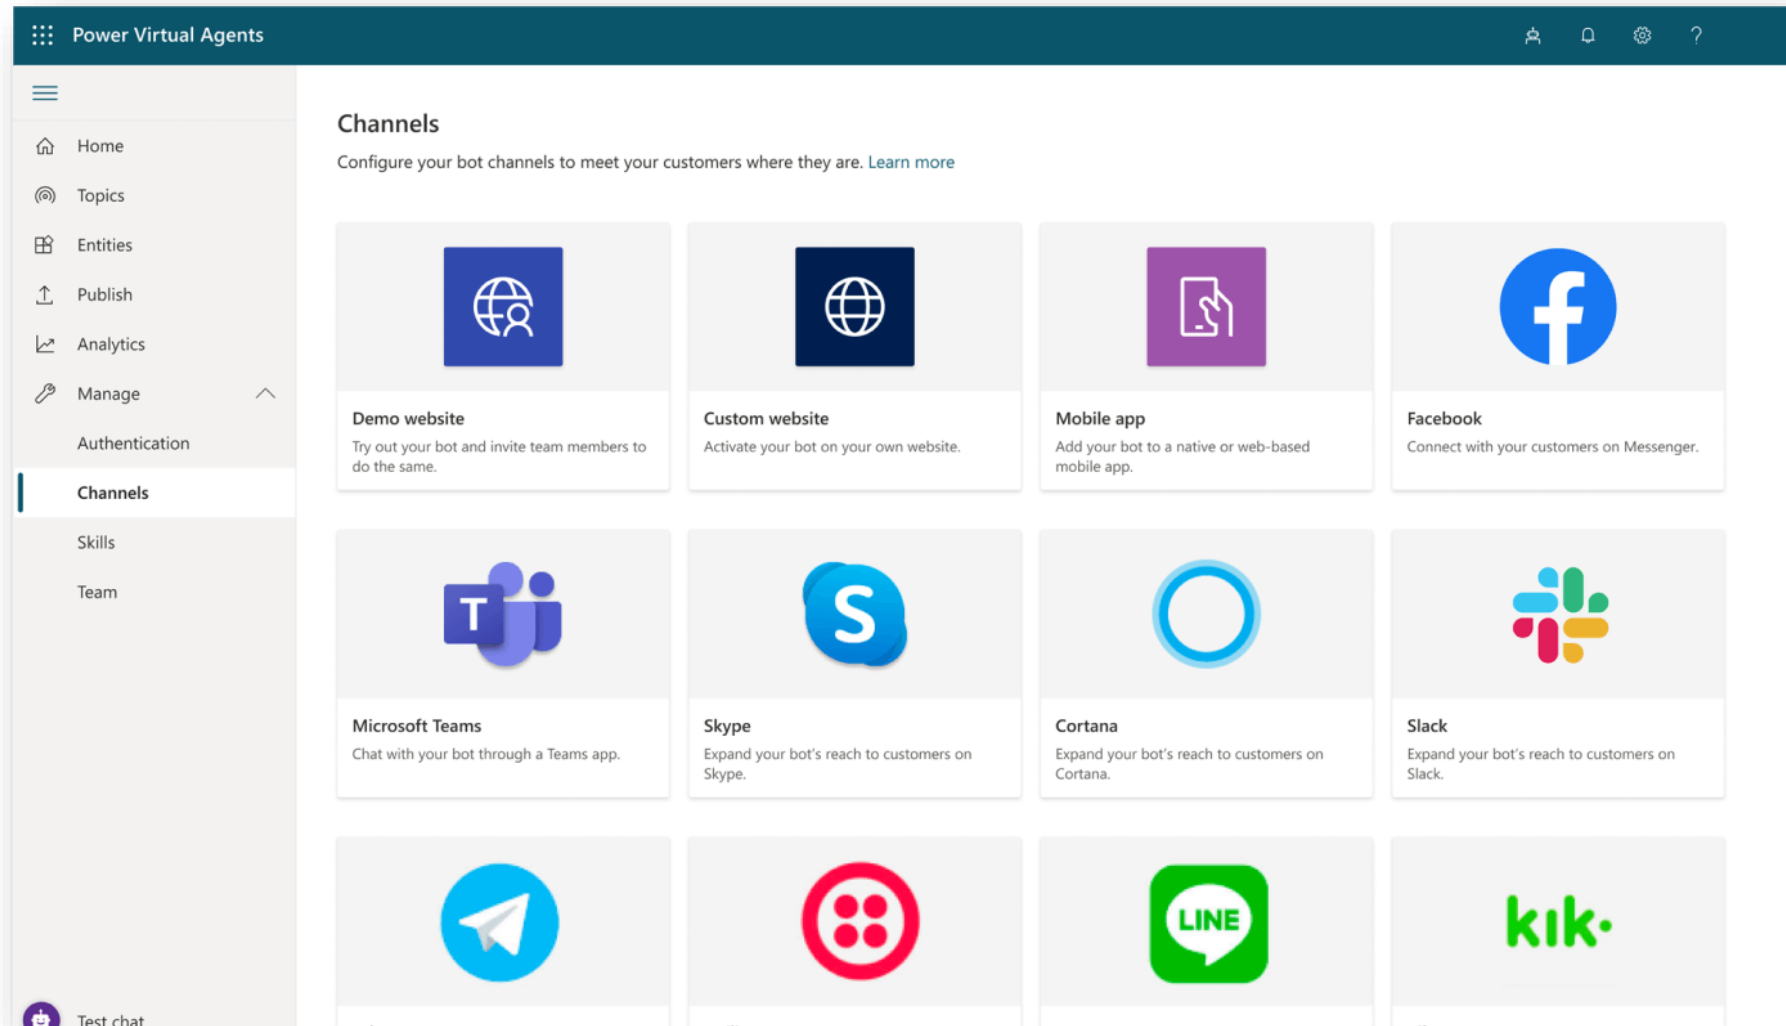 Power Virtual Agents
?
Home
Topics
Entities
Publish
Analytics
Manage
Authentication
Channels
Skills
Team
Test chat
Channels
Configure your bot channels to meet your customers where they are. Learn more
Demo website
Try out your bot and invite team members to
do the same.
Custom website
Activate your bot on your own website.
Mobile app
Add your bot to a native or web-based
mobile app.
Facebook
Connect with your customers on Messenger.
T
Microsoft Teams
Chat with your bot through a Teams app.
S
Skype
Expand your bot's reach to customers on
Skype.
Cortana
Expand your bot's reach to customers on
Cortana.
Slack
Expand your bot's reach to customers on
Slack.
LINE
kik.